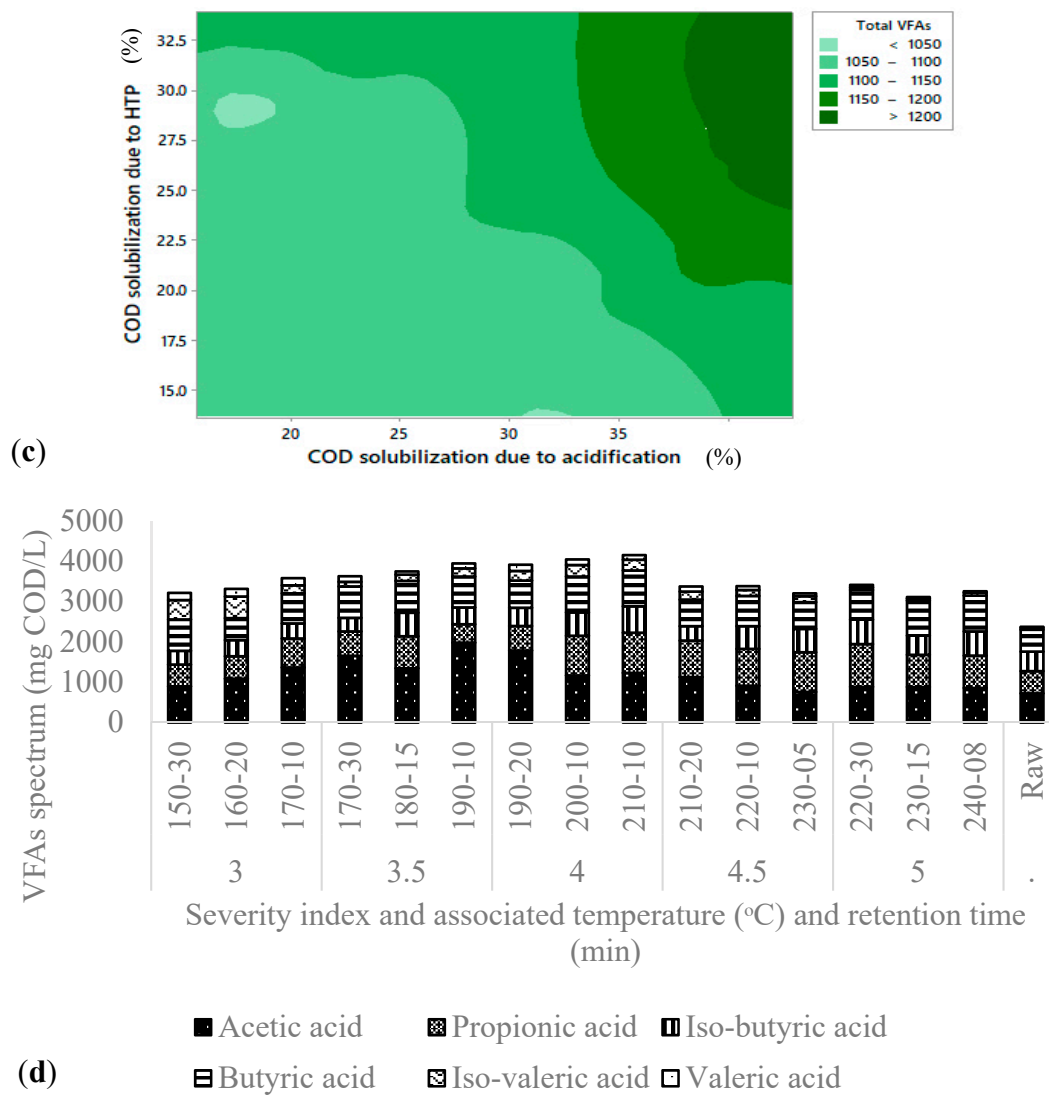 (%)
COD solubilization due to HTP
32.5
30.0
27.5
25.0
22.5
20.0
17.5
15.0
20 25 30 35
COD solubilization due to acidification (%)
Total VFAs
< 1050
1050 – 1100
1100 – 1150
1150 – 1200
> 1200
(c)
VFAs spectrum (mg COD/L)
5000
4000
3000
2000
1000
0
150-30 160-20 170-10 170-30 180-15 190-10 190-20 200-10 210-10 210-20 220-10 230-05 220-30 230-15 240-08 Raw
3 3.5 4 4.5 5 .
Severity index and associated temperature (°C) and retention time
(min)
Acetic acid Propionic acid Iso-butyric acid
Butyric acid Iso-valeric acid Valeric acid
(d)